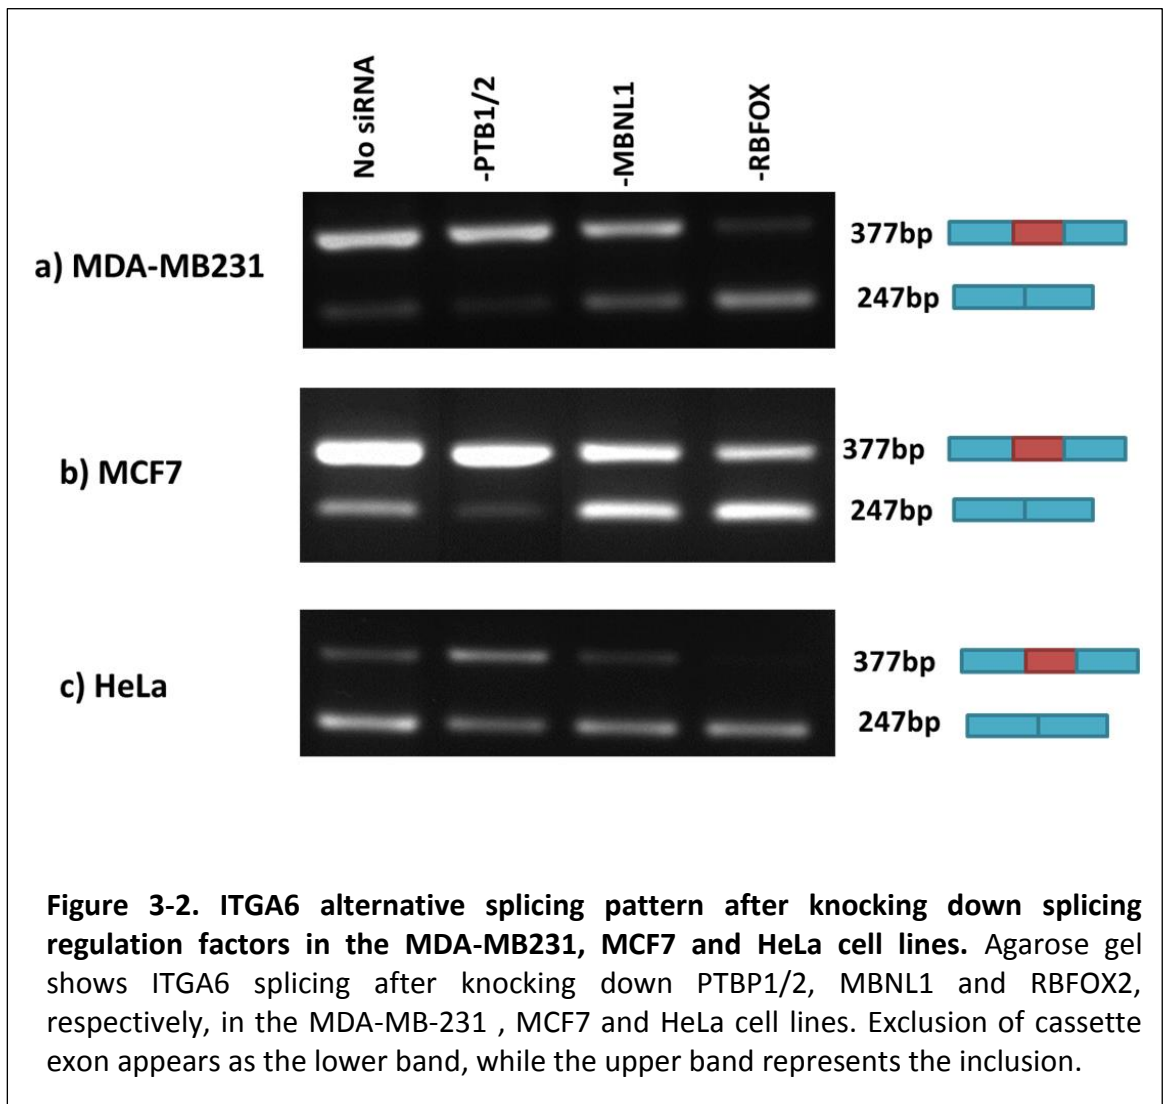 No siRNA
-PTB1/2
-MBNL1
-RBFOX
a) MDA-MB231
377bp
247bp
b) MCF7
377bp
247bp
c) HeLa
377bp
247bp
Figure 3-2. ITGA6 alternative splicing pattern after knocking down splicing
regulation factors in the MDA-MB231, MCF7 and HeLa cell lines. Agarose gel
shows ITGA6 splicing after knocking down PTBP1/2, MBNL1 and RBFOX2,
respectively, in the MDA-MB-231 , MCF7 and HeLa cell lines. Exclusion of cassette
exon appears as the lower band, while the upper band represents the inclusion.